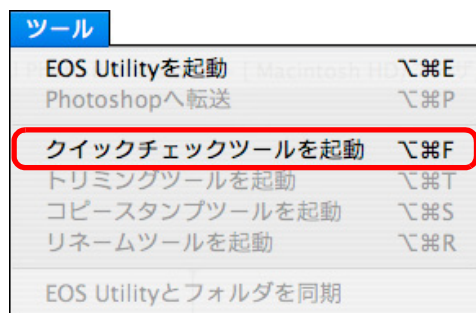 ツール
EOS Utilityを起動 ⌥⌘E
Photoshopへ転送 ⌥⌘P
クイックチェックツールを起動 ⌥⌘F
トリミングツールを起動 ⌥⌘T
コピースタンプツールを起動 ⌥⌘S
リネームツールを起動 ⌥⌘R
EOS Utilityとフォルダを同期